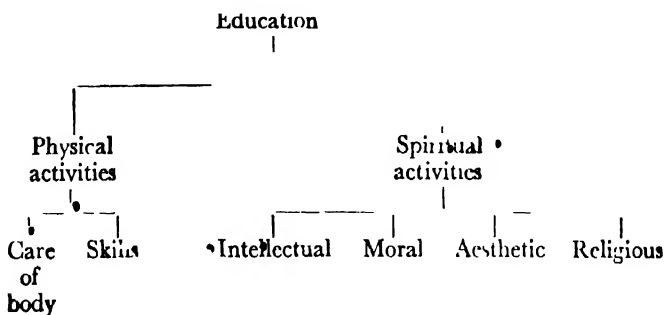 Education
Physical
activities
Spiritual
activities
Care
of
body
Skills
Intellectual
Moral
Aesthetic
Religious